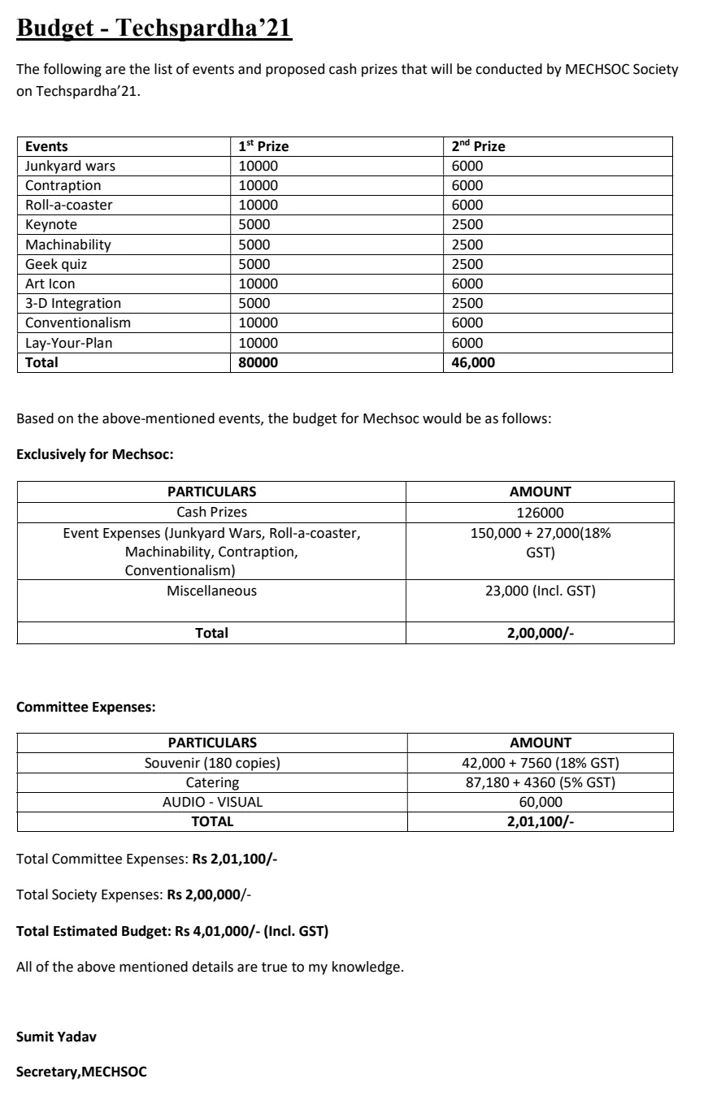 Budget - Techspardha’21
The following are the list of events and proposed cash prizes that will be conducted by MECHSOC Society
on Techspardha’21.
Events 1st Prize 2nd Prize
Junkyard wars 10000 6000
Contraption 10000 6000
Roll-a-coaster 10000 6000
Keynote 5000 2500
Machinability 5000 2500
Geek quiz 5000 2500
Art Icon 10000 6000
3-D Integration 5000 2500
Conventionalism 10000 6000
Lay-Your-Plan 10000 6000
Total 80000 46,000
Based on the above-mentioned events, the budget for Mechsoc would be as follows:
Exclusively for Mechsoc:
PARTICULARS AMOUNT
Cash Prizes 126000
Event Expenses (Junkyard Wars, Roll-a-coaster, 150,000 + 27,000(18%
Machinability, Contraption, GST)
Conventionalism)
Miscellaneous 23,000 (Incl. GST)
Total 2,00,000/-
Committee Expenses:
PARTICULARS AMOUNT
Souvenir (180 copies) 42,000 + 7560 (18% GST)
Catering 87,180 + 4360 (5% GST)
AUDIO - VISUAL 60,000
TOTAL 2,01,100/-
Total Committee Expenses: Rs 2,01,100/-
Total Society Expenses: Rs 2,00,000/-
Total Estimated Budget: Rs 4,01,000/- (Incl. GST)
All of the above mentioned details are true to my knowledge.
Sumit Yadav
Secretary,MECHSOC